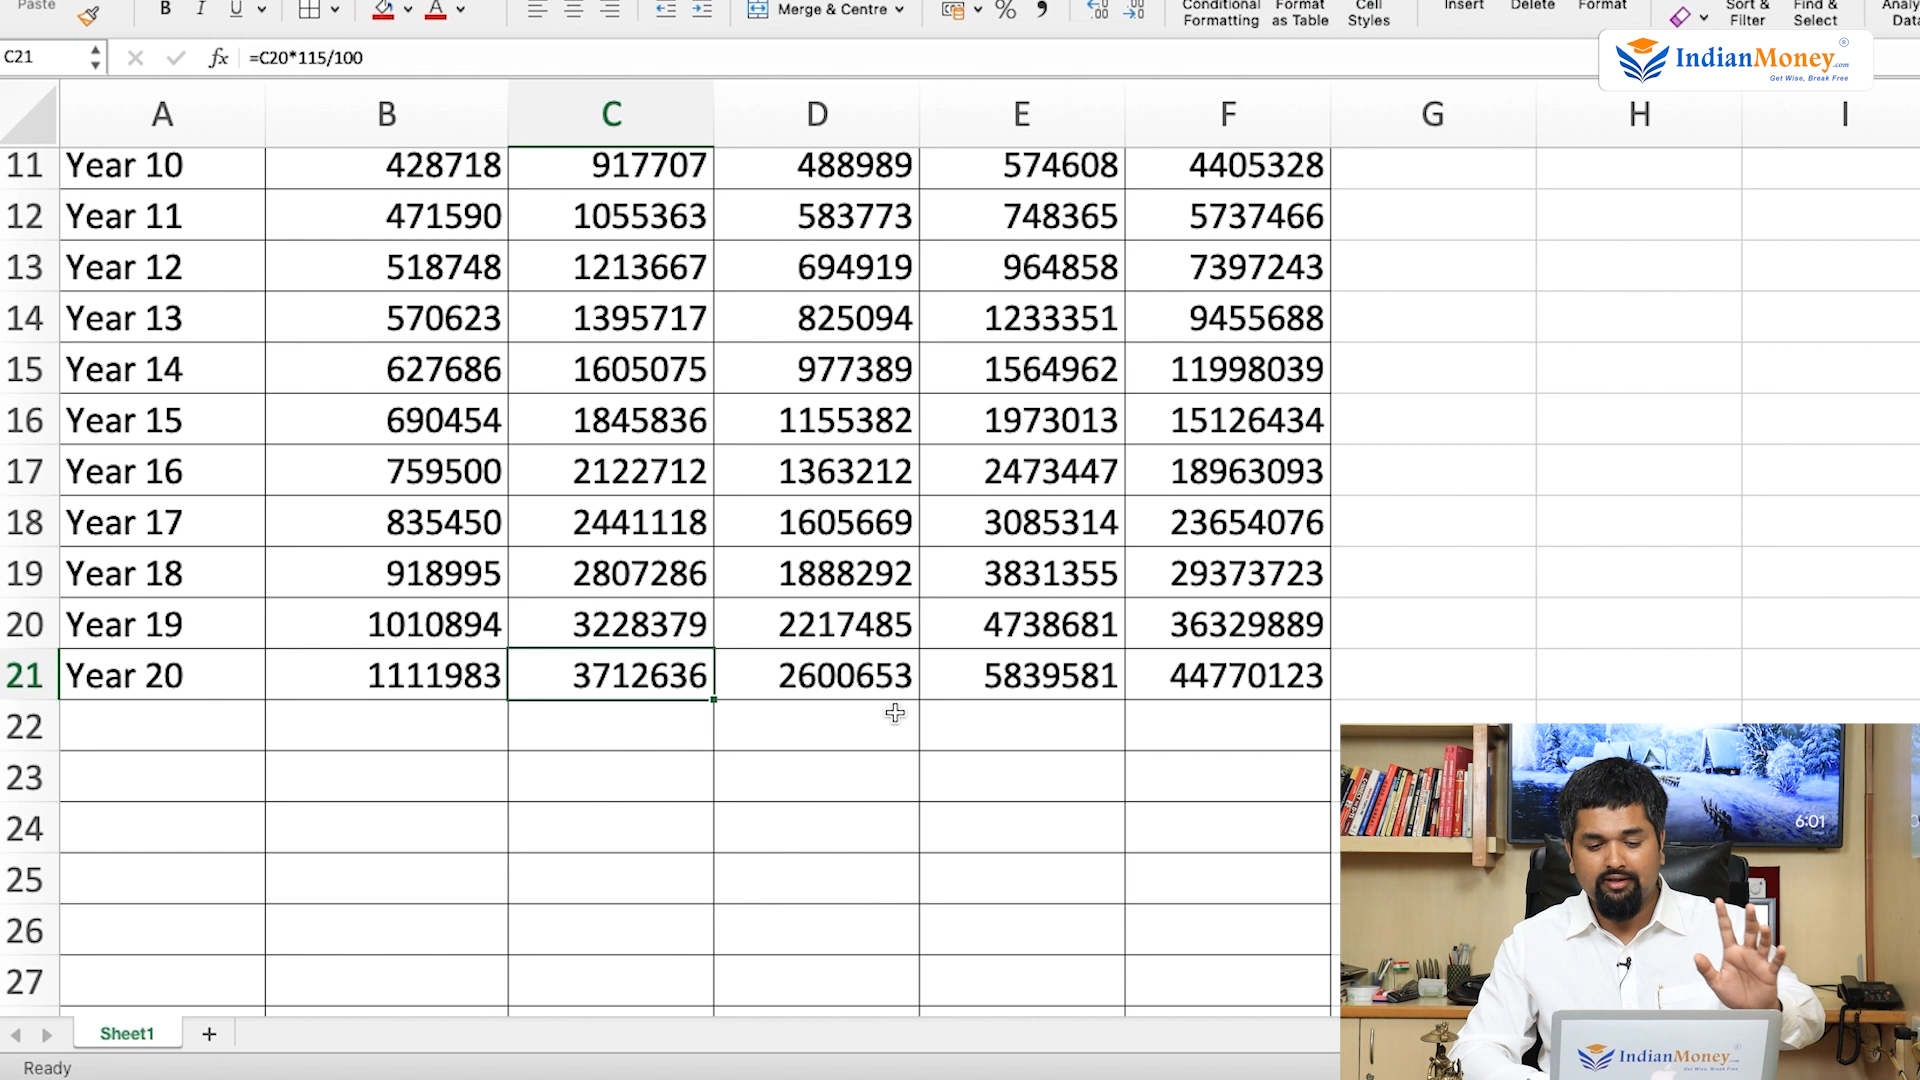 Paste
B I U
Merge & Centre
%
Conditional Formatting
Format as Table
Cell Styles
Insert
Delete
Format
Sort & Filter
Find & Select
C21 fx =C20*115/100
IndianMoney.com ®
Get Wise, Break Free
A B C D E F G H I
11 Year 10 428718 917707 488989 574608 4405328
12 Year 11 471590 1055363 583773 748365 5737466
13 Year 12 518748 1213667 694919 964858 7397243
14 Year 13 570623 1395717 825094 1233351 9455688
15 Year 14 627686 1605075 977389 1564962 11998039
16 Year 15 690454 1845836 1155382 1973013 15126434
17 Year 16 759500 2122712 1363212 2473447 18963093
18 Year 17 835450 2441118 1605669 3085314 23654076
19 Year 18 918995 2807286 1888292 3831355 29373723
20 Year 19 1010894 3228379 2217485 4738681 36329889
21 Year 20 1111983 3712636 2600653 5839581 44770123
22
23
24
25
26
27
6:01
IndianMoney
Get Wise, Break Free
Sheet1 +
Ready